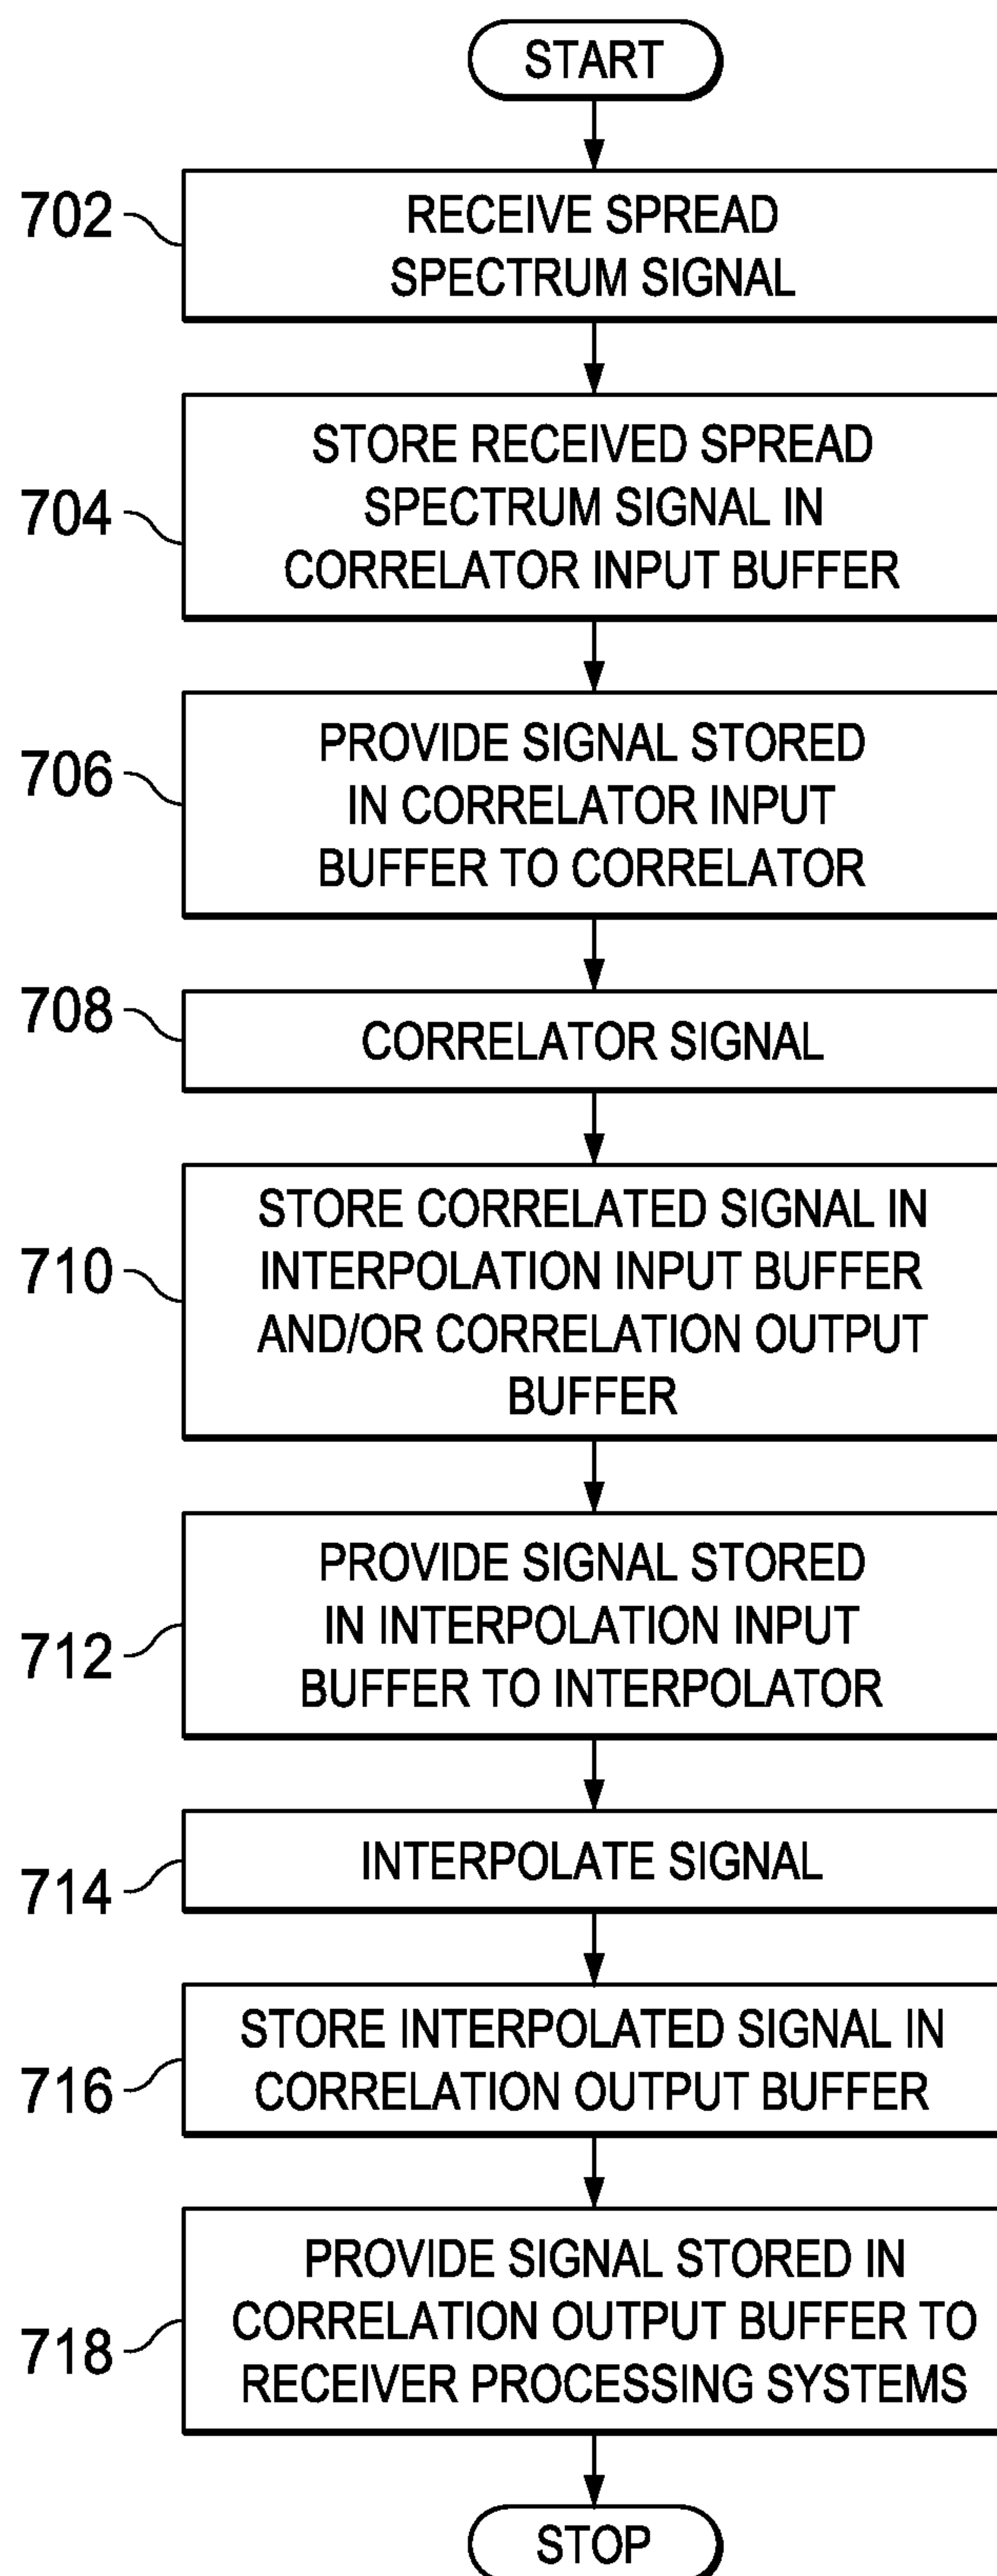 START
702
RECEIVE SPREAD
SPECTRUM SIGNAL
704
STORE RECEIVED SPREAD
SPECTRUM SIGNAL IN
CORRELATOR INPUT BUFFER
706
PROVIDE SIGNAL STORED
IN CORRELATOR INPUT
BUFFER TO CORRELATOR
708
CORRELATOR SIGNAL
710
STORE CORRELATED SIGNAL IN
INTERPOLATION INPUT BUFFER
AND/OR CORRELATION OUTPUT
BUFFER
712
PROVIDE SIGNAL STORED
IN INTERPOLATION INPUT
BUFFER TO INTERPOLATOR
714
INTERPOLATE SIGNAL
716
STORE INTERPOLATED SIGNAL IN
CORRELATION OUTPUT BUFFER
718
PROVIDE SIGNAL STORED IN
CORRELATION OUTPUT BUFFER TO
RECEIVER PROCESSING SYSTEMS
STOP